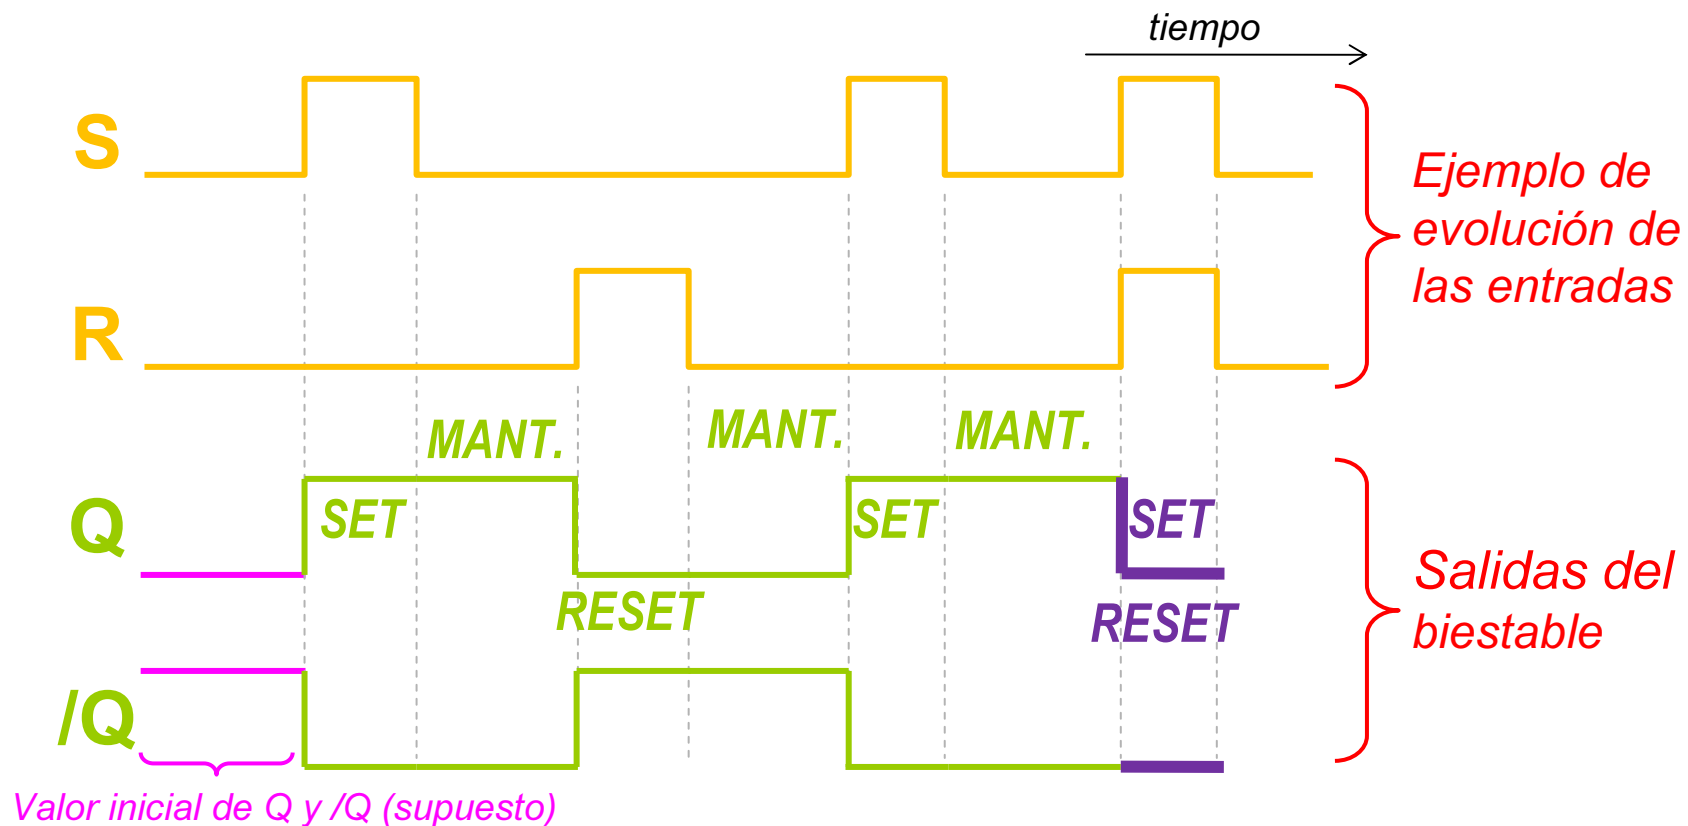 tiempo
S
Ejemplo de
evolución de
las entradas
R
MANT.
MANT.
MANT.
Q
SET
SET
SET
RESET
RESET
Salidas del
biestable
/Q
Valor inicial de Q y /Q (supuesto)